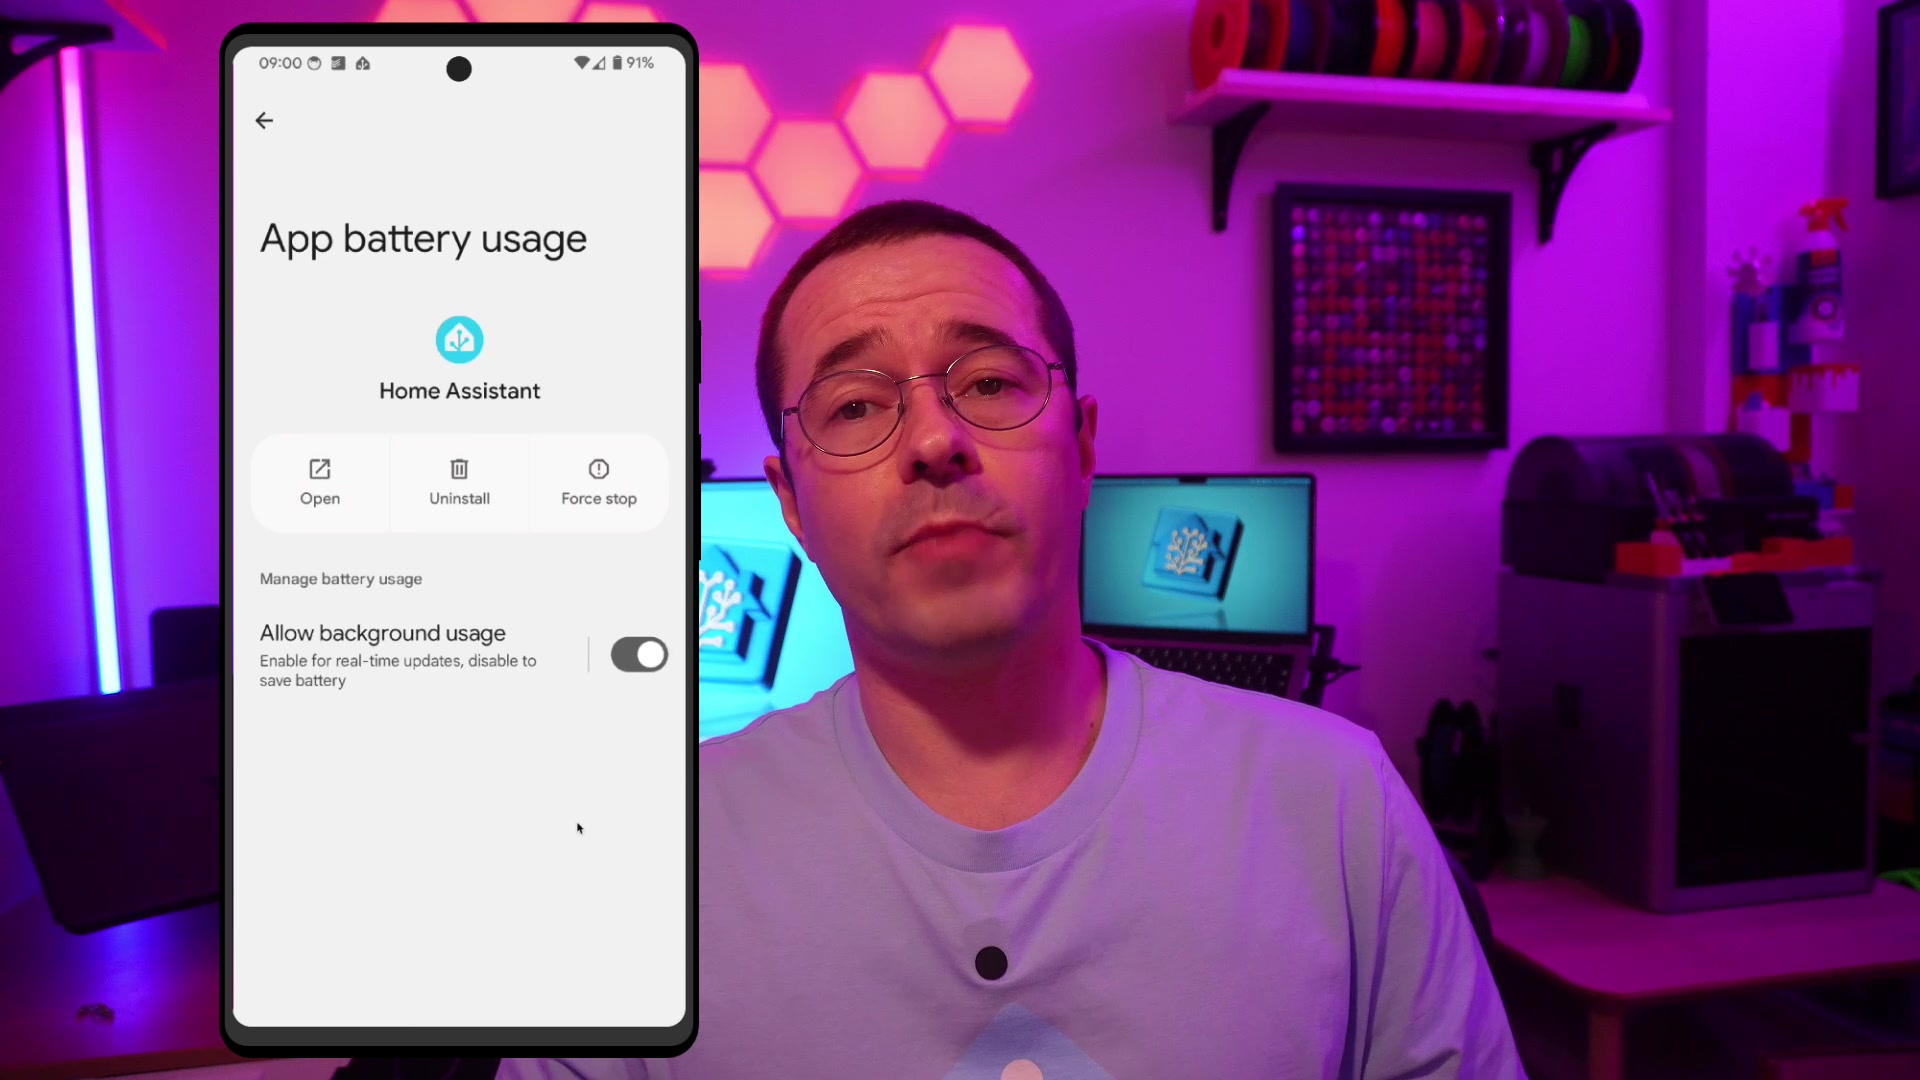 09:00 91%
App battery usage
Home Assistant
Open Uninstall Force stop
Manage battery usage
Allow background usage
Enable for real-time updates, disable to
save battery